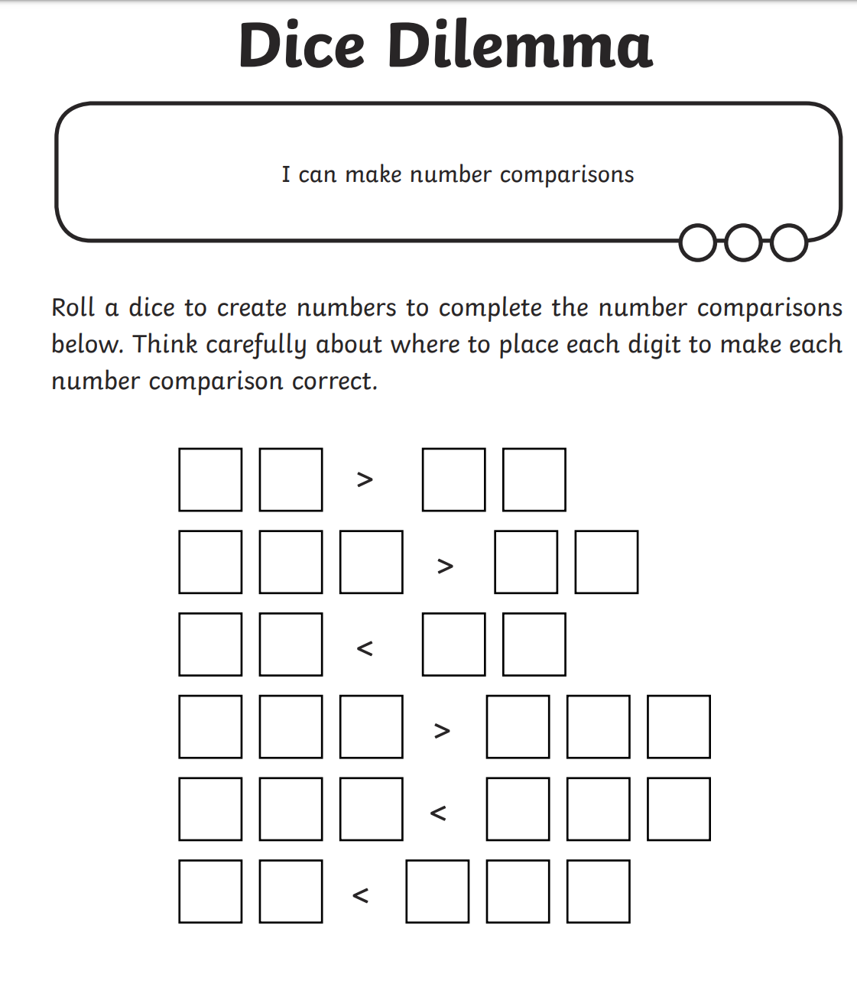 Dice Dilemma
I can make number comparisons
Roll a dice to create numbers to complete the number comparisons
below. Think carefully about where to place each digit to make each
number comparison correct.
>
>
<
>
<
<